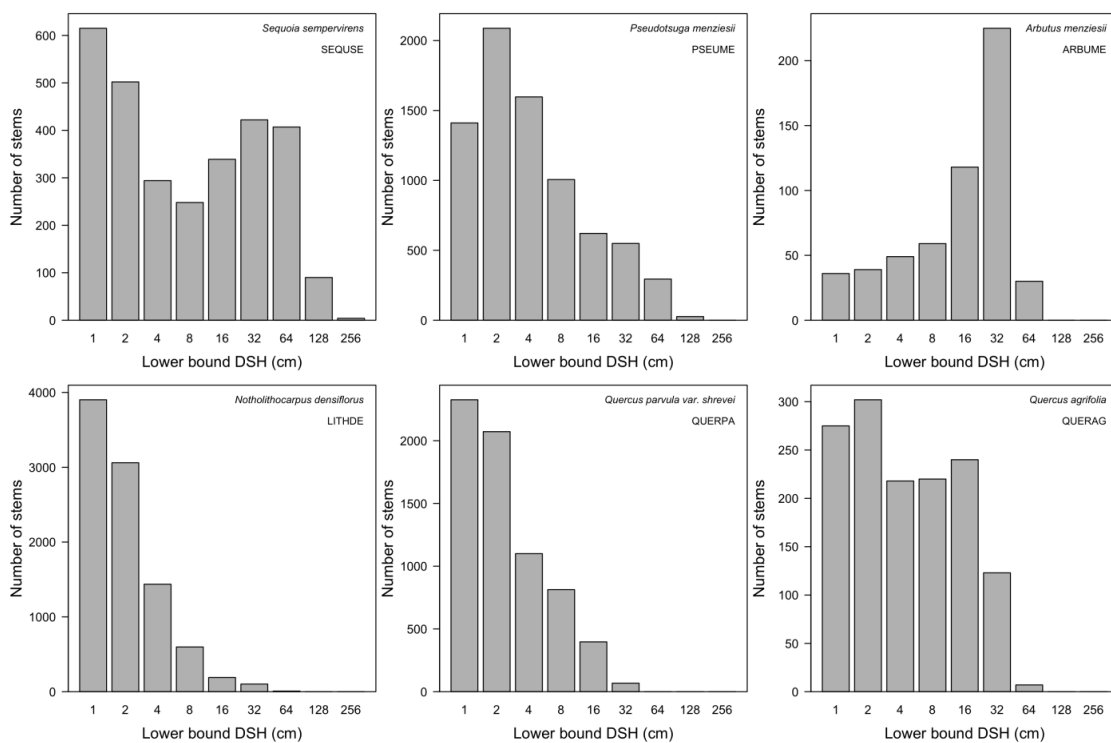 Sequoia sempervirens
SEQUSE
Number of stems
600
500
400
300
200
100
0
1 2 4 8 16 32 64 128 256
Lower bound DSH (cm)
Pseudotsuga menziesii
PSEUME
Number of stems
2000
1500
1000
500
0
1 2 4 8 16 32 64 128 256
Lower bound DSH (cm)
Arbutus menziesii
ARBUME
Number of stems
200
150
100
50
0
1 2 4 8 16 32 64 128 256
Lower bound DSH (cm)
Notholithocarpus densiflorus
LITHDE
Number of stems
4000
3000
2000
1000
0
1 2 4 8 16 32 64 128 256
Lower bound DSH (cm)
Quercus parvula var. shrevei
QUERPA
Number of stems
2000
1500
1000
500
0
1 2 4 8 16 32 64 128 256
Lower bound DSH (cm)
Quercus agrifolia
QUERAG
Number of stems
300
250
200
150
100
50
0
1 2 4 8 16 32 64 128 256
Lower bound DSH (cm)